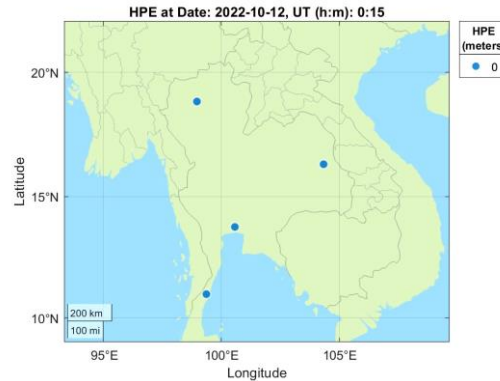 HPE at Date: 2022-10-12, UT (h:m): 0:15
HPE
(meters
0
20°N
15°N
10°N
Latitude
200 km
100 mi
95°E 100°E 105°E
Longitude